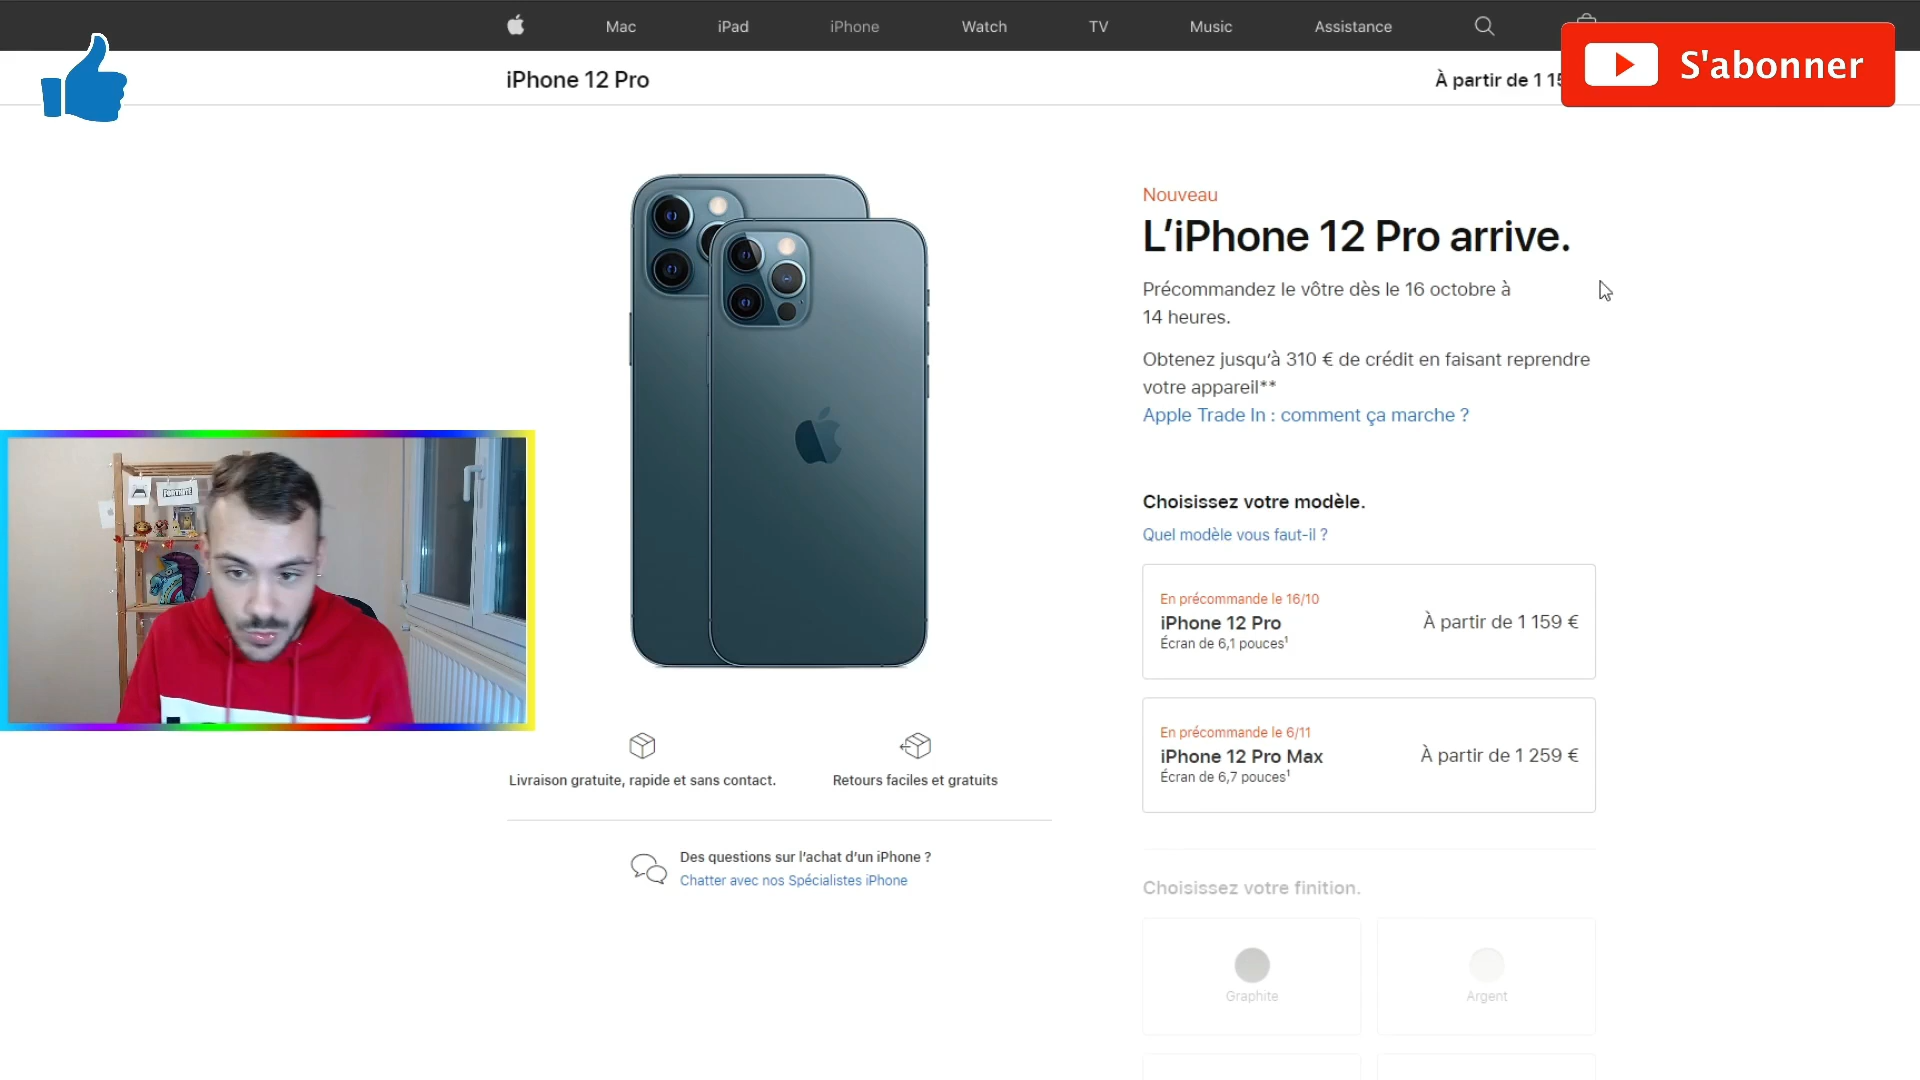 Mac
iPad
iPhone
Watch
TV
Music
Assistance
S'abonner
iPhone 12 Pro
À partir de 1 15
Nouveau
L’iPhone 12 Pro arrive.
Précommandez le vôtre dès le 16 octobre à
14 heures.
Obtenez jusqu’à 310 € de crédit en faisant reprendre
votre appareil**
Apple Trade In : comment ça marche ?
Choisissez votre modèle.
Quel modèle vous faut-il ?
En précommande le 16/10
iPhone 12 Pro
À partir de 1 159 €
Écran de 6,1 pouces¹
En précommande le 6/11
iPhone 12 Pro Max
À partir de 1 259 €
Écran de 6,7 pouces¹
FORTNITE
Livraison gratuite, rapide et sans contact.
Retours faciles et gratuits
Des questions sur l’achat d’un iPhone ?
Chatter avec nos Spécialistes iPhone
Choisissez votre finition.
Graphite
Argent